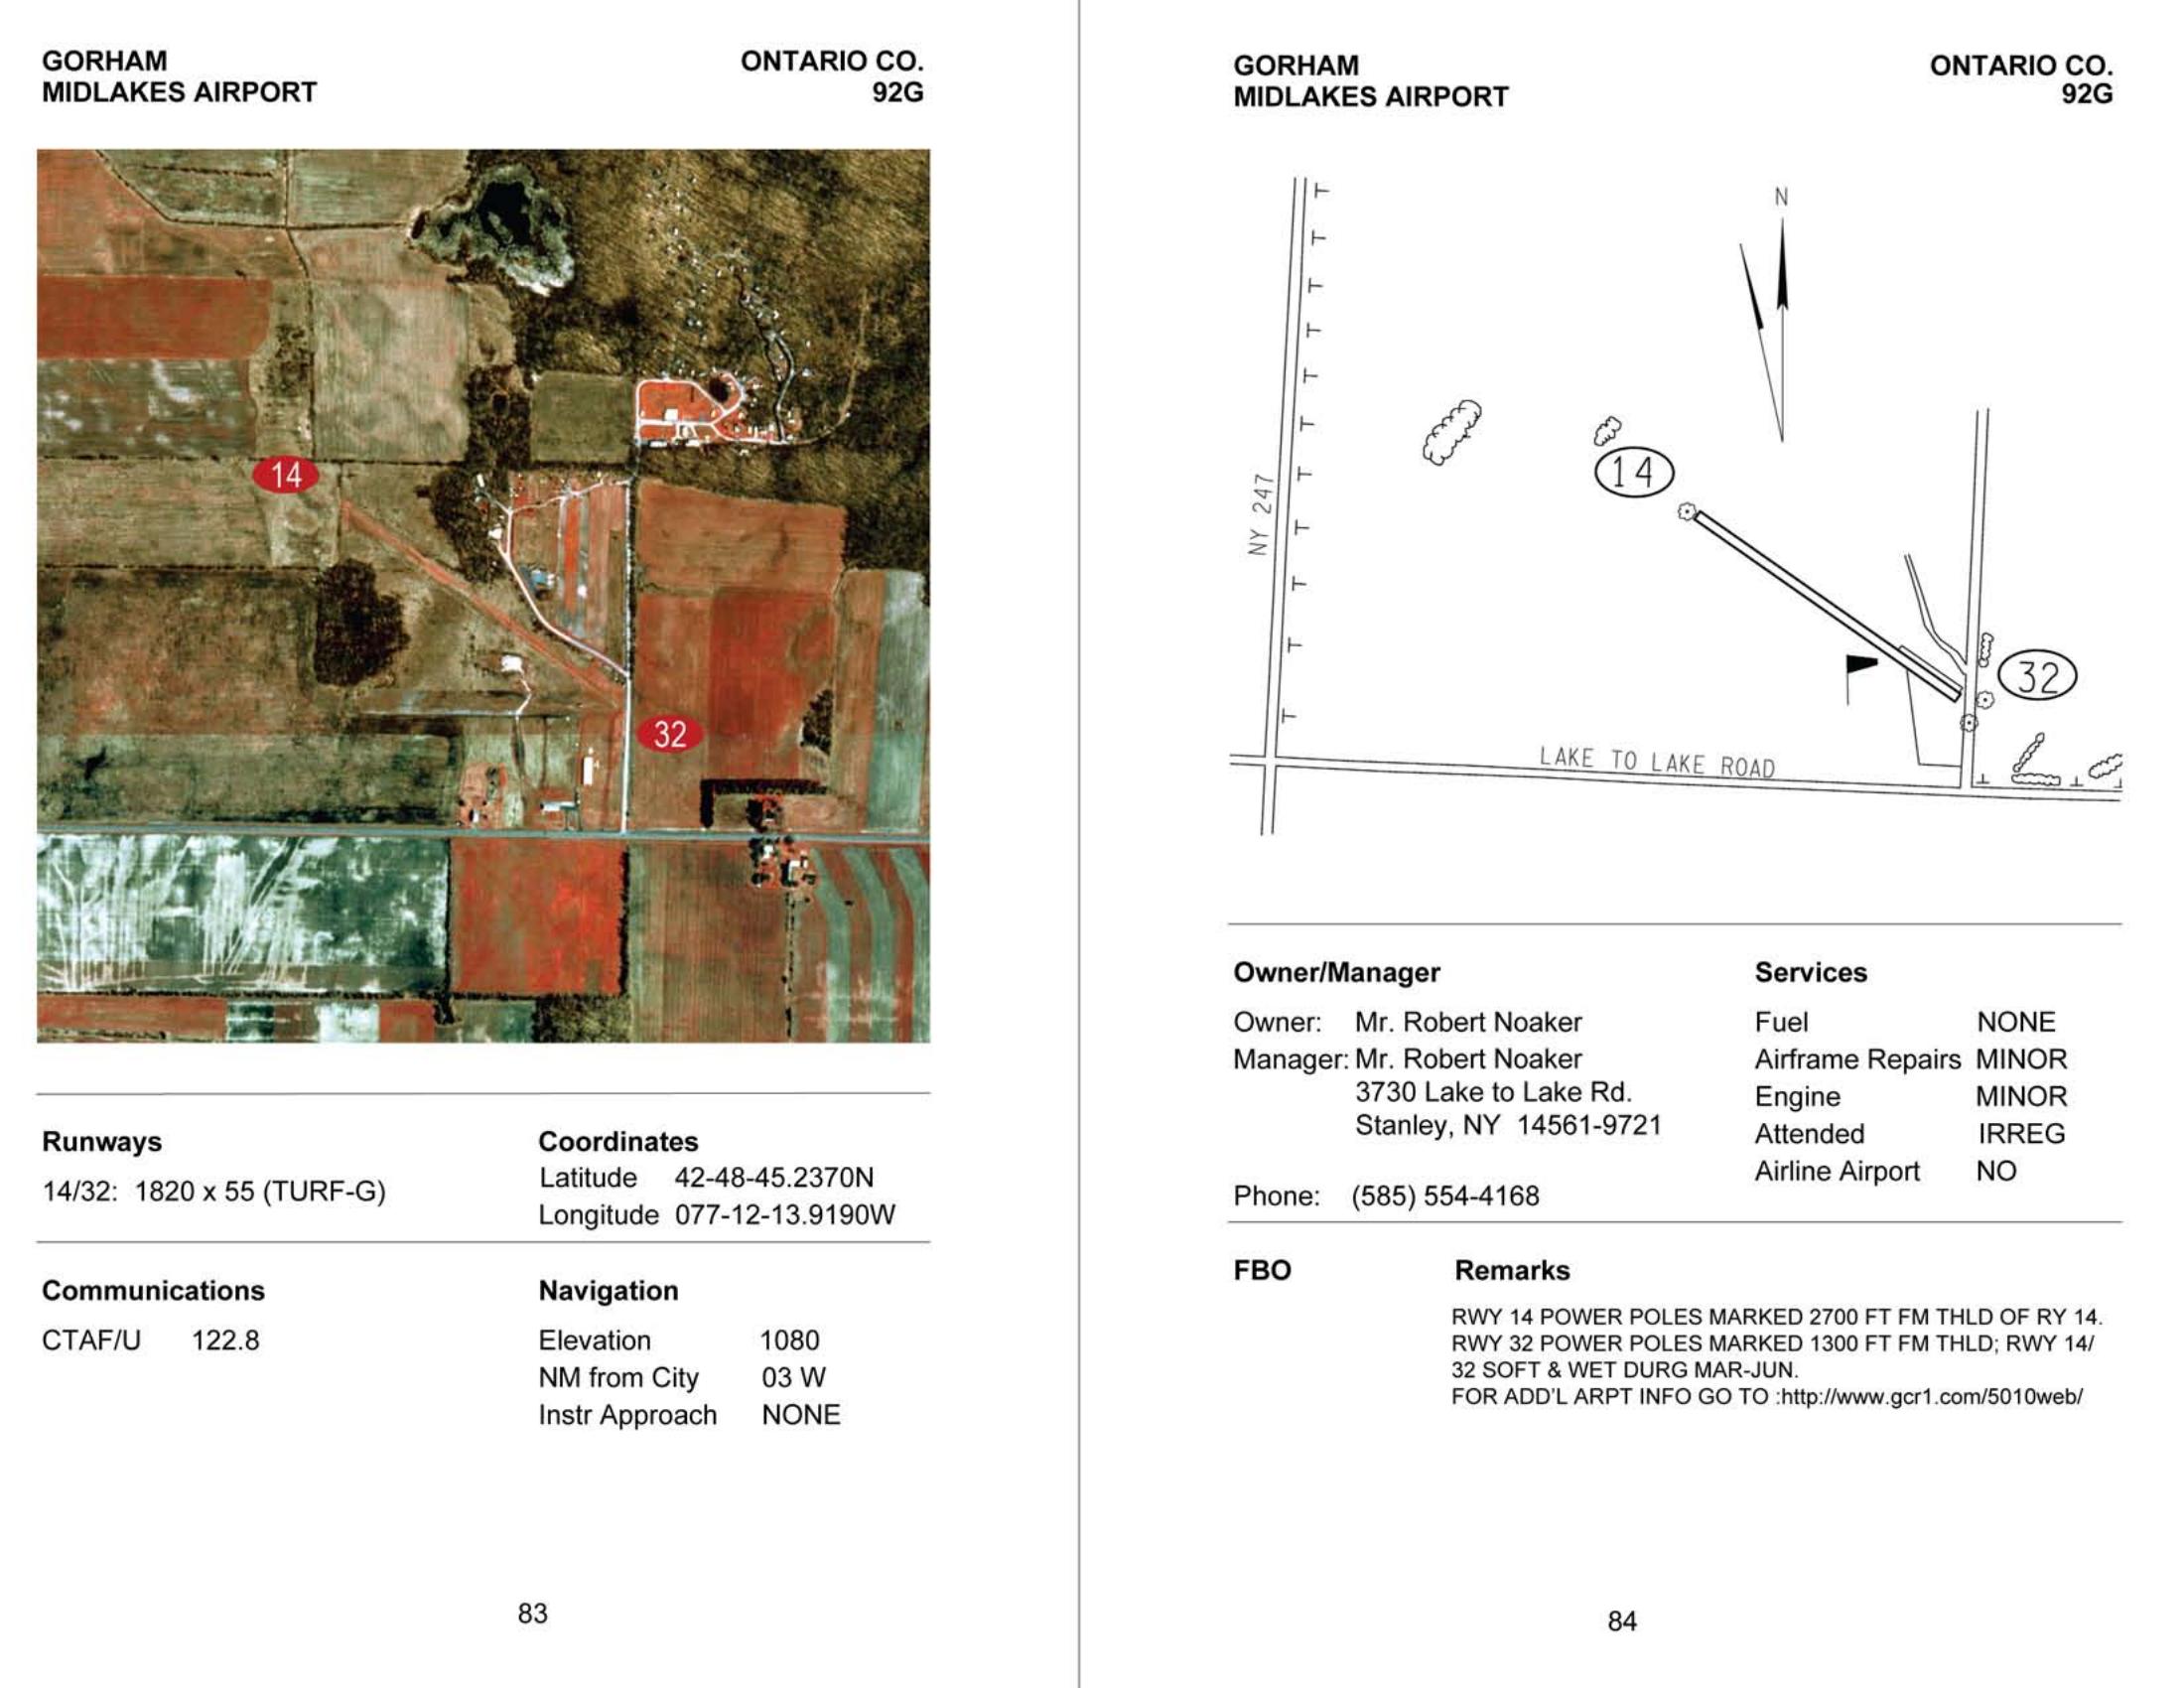 GORHAM
MIDLAKES AIRPORT
ONTARIO CO.
92G
14
32
Runways
14/32: 1820 x 55 (TURF-G)
Coordinates
Latitude 42-48-45.2370N
Longitude 077-12-13.9190W
Communications
CTAF/U 122.8
Navigation
Elevation 1080
NM from City 03 W
Instr Approach NONE
83
GORHAM
MIDLAKES AIRPORT
ONTARIO CO.
92G
N
14
NY 247
32
LAKE TO LAKE ROAD
Owner/Manager
Owner: Mr. Robert Noaker
Manager: Mr. Robert Noaker
3730 Lake to Lake Rd.
Stanley, NY 14561-9721
Phone: (585) 554-4168
Services
Fuel NONE
Airframe Repairs MINOR
Engine MINOR
Attended IRREG
Airline Airport NO
FBO
Remarks
RWY 14 POWER POLES MARKED 2700 FT FM THLD OF RY 14.
RWY 32 POWER POLES MARKED 1300 FT FM THLD; RWY 14/
32 SOFT & WET DURG MAR-JUN.
FOR ADD'L ARPT INFO GO TO :http://www.gcr1.com/5010web/
84